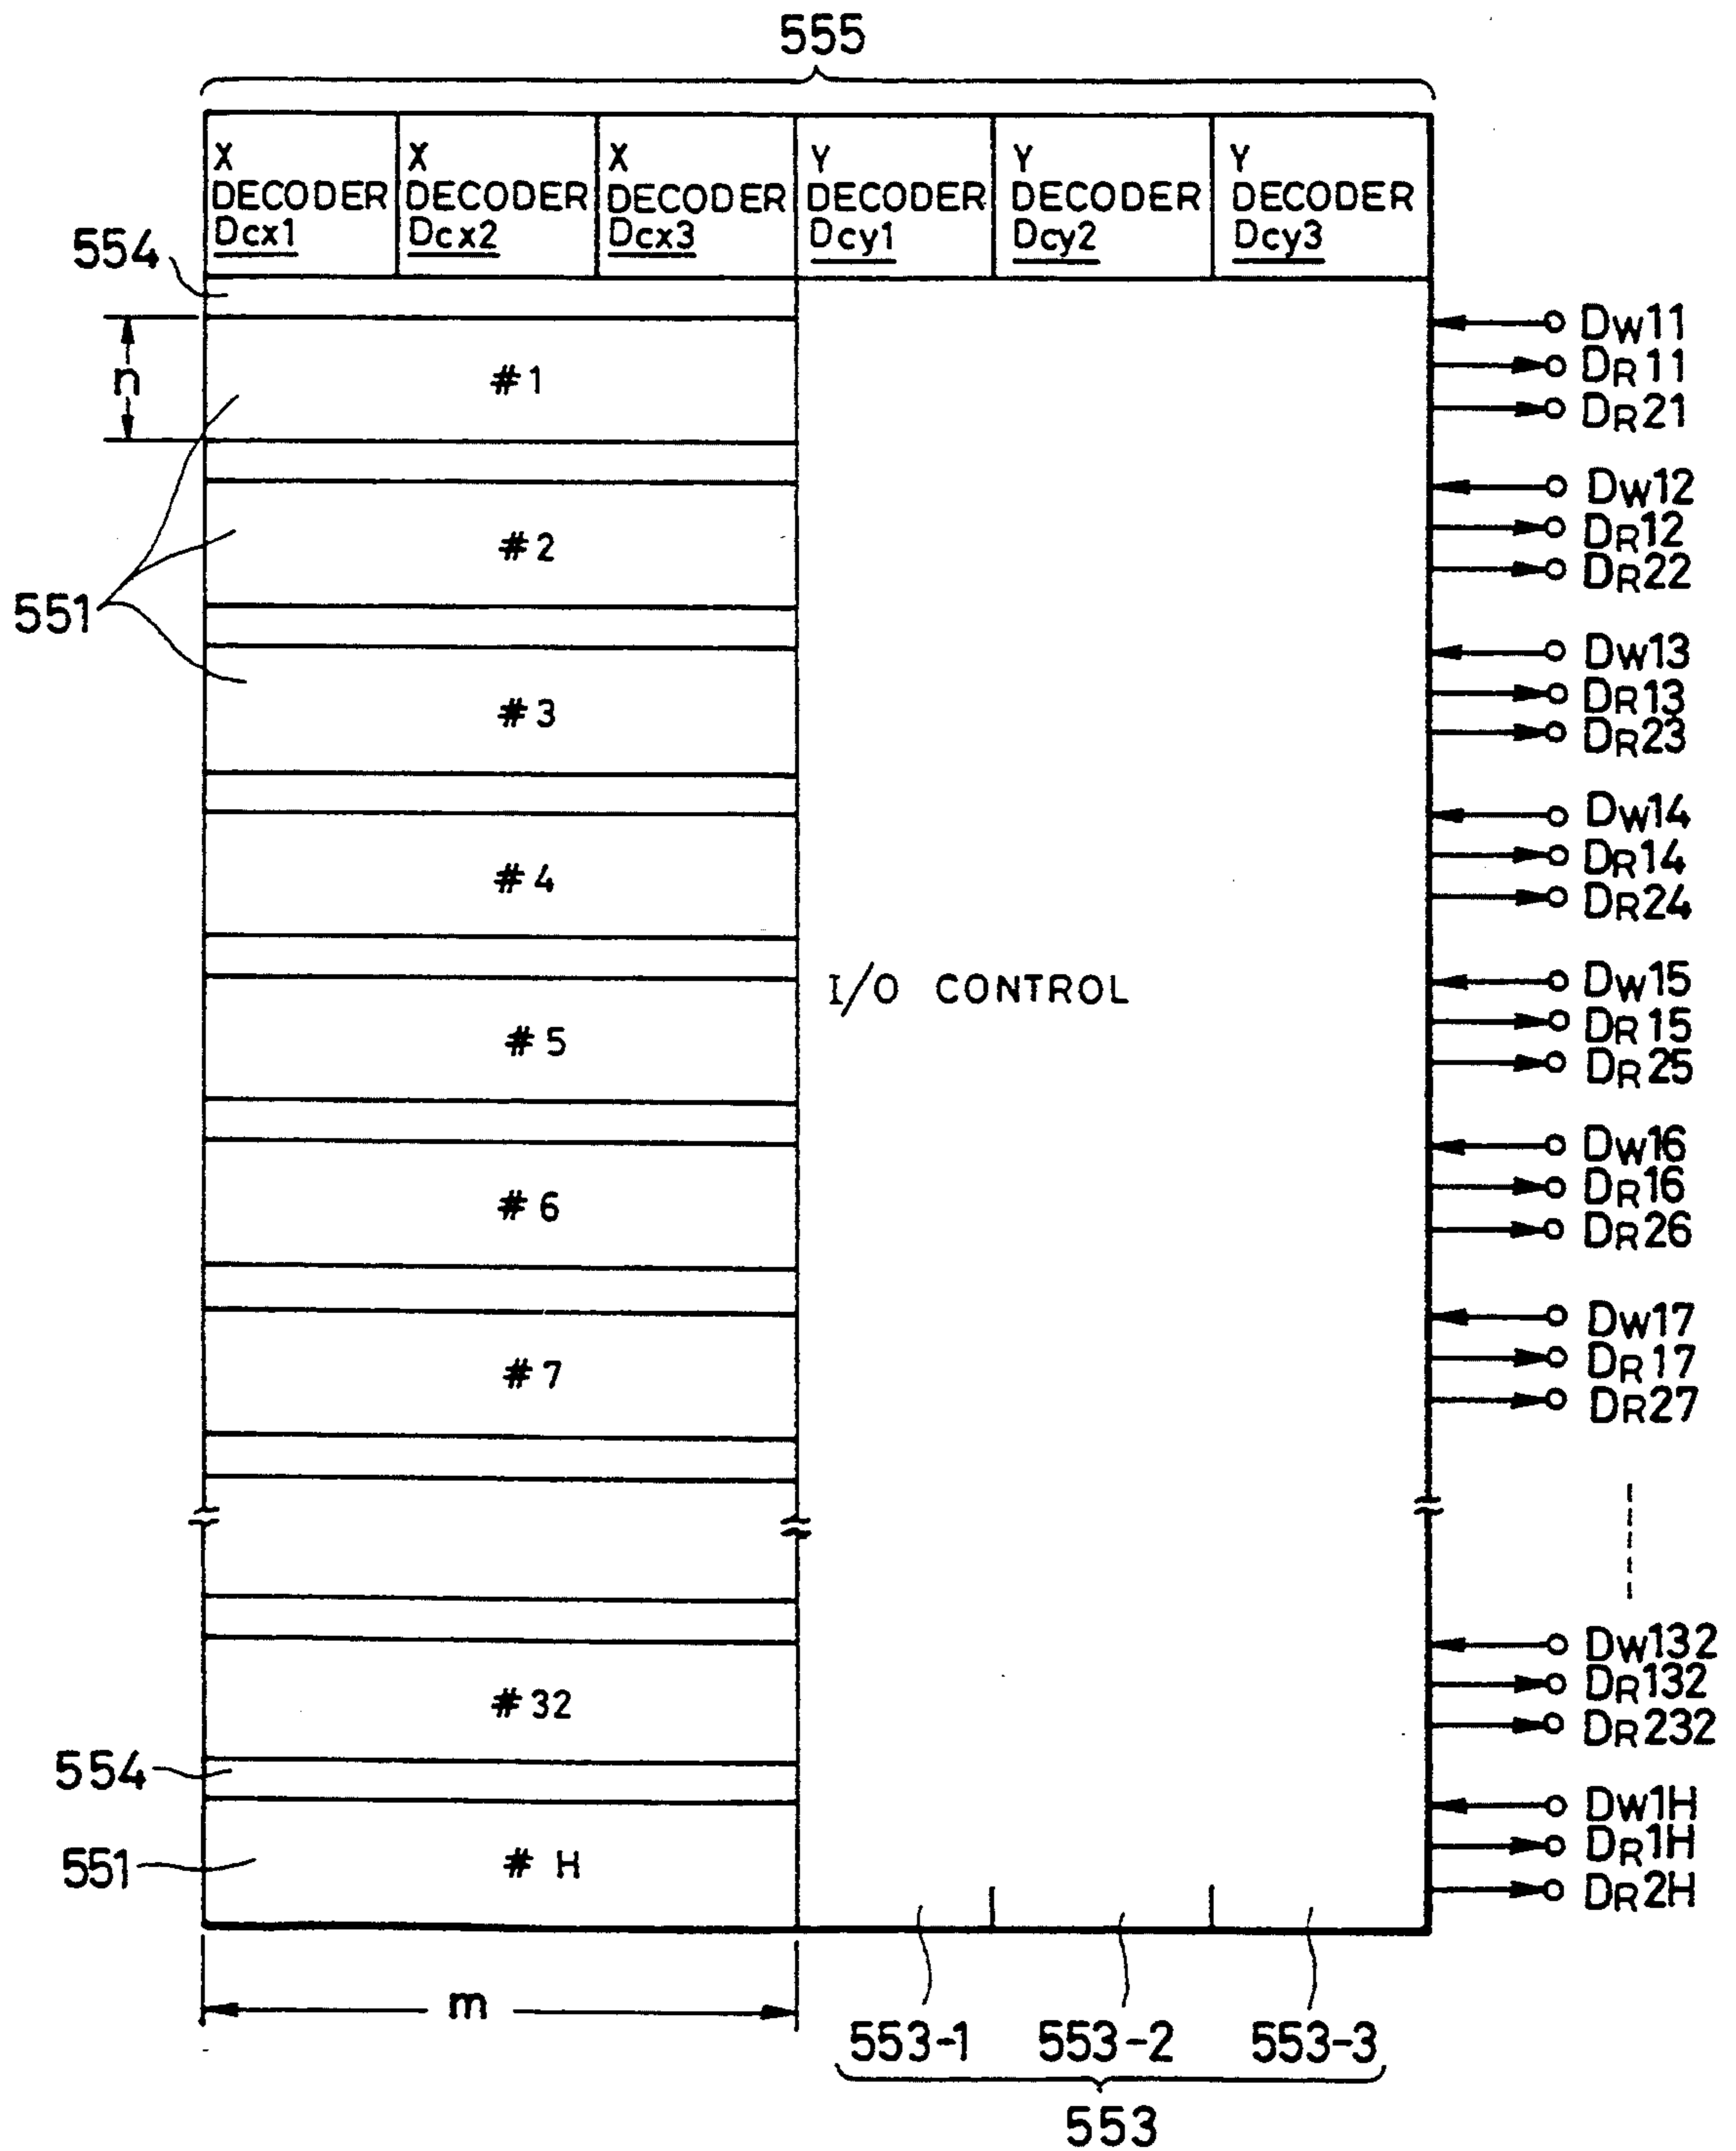 555
X DECODER Dcx1
X DECODER Dcx2
X DECODER Dcx3
Y DECODER Dcy1
Y DECODER Dcy2
Y DECODER Dcy3
554
n
551
#1
#2
#3
#4
#5
#6
#7
#32
554
551
# H
I/O CONTROL
DW11
DR11
DR21
DW12
DR12
DR22
DW13
DR13
DR23
DW14
DR14
DR24
DW15
DR15
DR25
DW16
DR16
DR26
DW17
DR17
DR27
DW132
DR132
DR232
DW1H
DR1H
DR2H
m
553-1 553-2 553-3
553